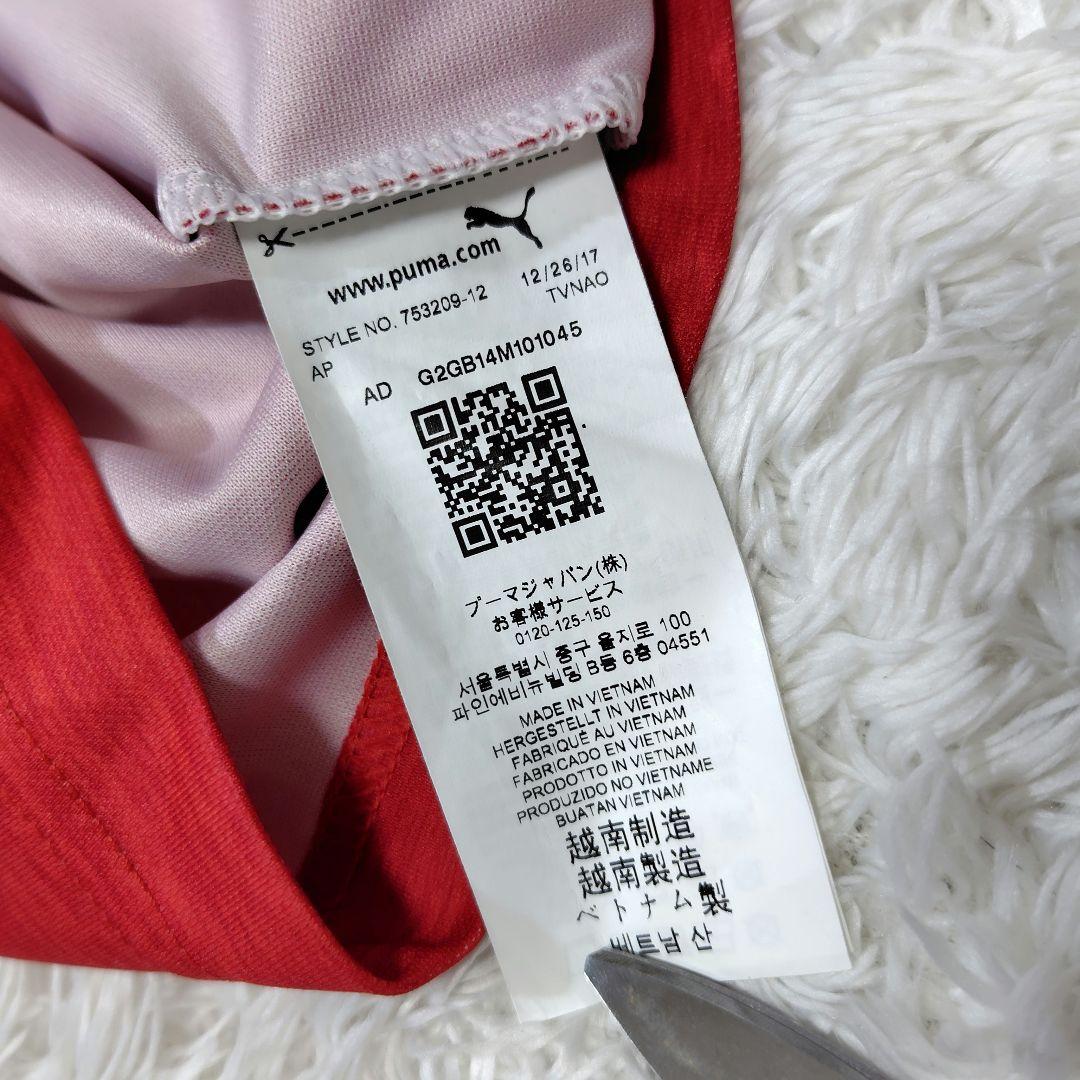 www.puma.com
STYLE NO. 753209-12 12/26/17
AP TVNAO
AD G2GB14M101045
プーマジャパン(株)
お客様サービス
0120-125-150
서울특별시 중구 을지로 100
파인에비뉴빌딩 B동 6층 04551
MADE IN VIETNAM
HERGESTELLT IN VIETNAM
FABRIQUÉ AU VIETNAM
FABRICADO EN VIETNAM
PRODOTTO IN VIETNAM
PRODUZIDO NO VIETNAME
BUATAN VIETNAM
越南制造
越南製造
ベトナム製
베트남 산